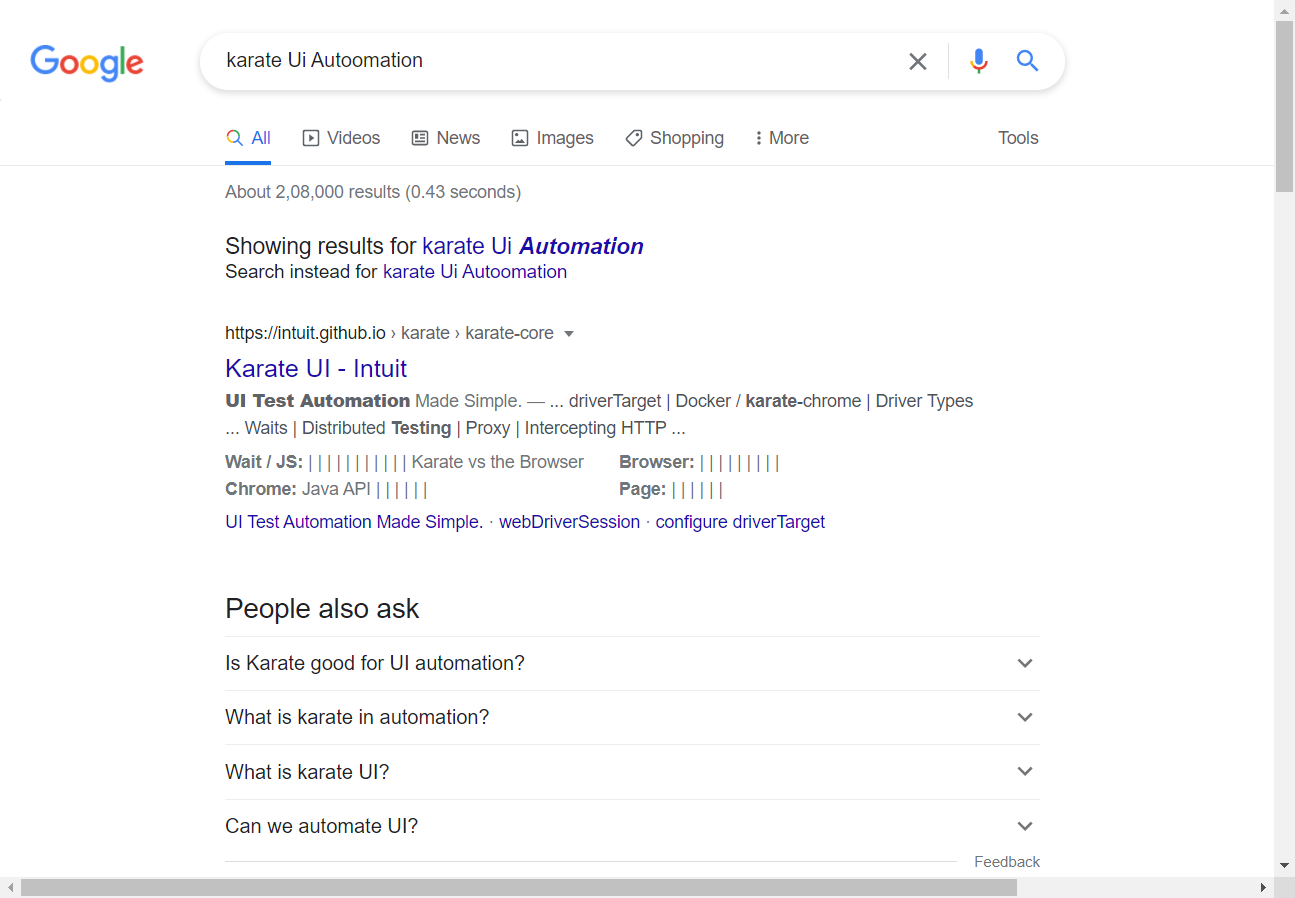 Google
karate Ui Autoomation
All Videos News Images Shopping More Tools
About 2,08,000 results (0.43 seconds)
Showing results for karate Ui Automation
Search instead for karate Ui Autoomation
https://intuit.github.io › karate › karate-core
Karate UI - Intuit
UI Test Automation Made Simple. — ... driverTarget | Docker / karate-chrome | Driver Types
... Waits | Distributed Testing | Proxy | Intercepting HTTP ...
Wait / JS: | | | | | | | | | | | Karate vs the Browser Browser: | | | | | | | | |
Chrome: Java API | | | | | | Page: | | | | | |
UI Test Automation Made Simple. · webDriverSession · configure driverTarget
People also ask
Is Karate good for UI automation?
What is karate in automation?
What is karate UI?
Can we automate UI?
Feedback